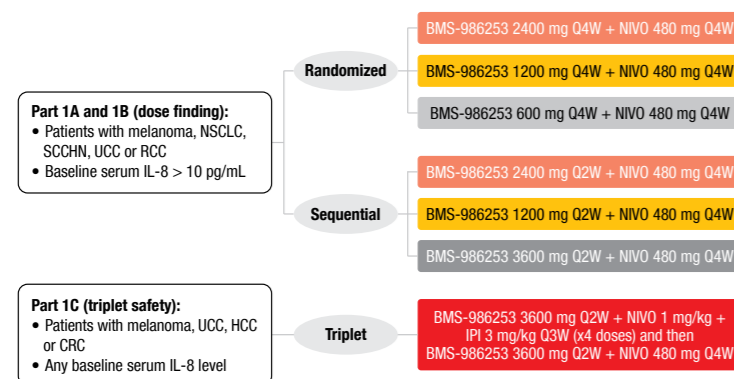 Part 1A and 1B (dose finding):
• Patients with melanoma, NSCLC,
SCCHN, UCC or RCC
• Baseline serum IL-8 > 10 pg/mL
Randomized
BMS-986253 2400 mg Q4W + NIVO 480 mg Q4W
BMS-986253 1200 mg Q4W + NIVO 480 mg Q4W
BMS-986253 600 mg Q4W + NIVO 480 mg Q4W
Sequential
BMS-986253 2400 mg Q2W + NIVO 480 mg Q4W
BMS-986253 1200 mg Q2W + NIVO 480 mg Q4W
BMS-986253 3600 mg Q2W + NIVO 480 mg Q4W
Part 1C (triplet safety):
• Patients with melanoma, UCC, HCC
or CRC
• Any baseline serum IL-8 level
Triplet
BMS-986253 3600 mg Q2W + NIVO 1 mg/kg +
IPI 3 mg/kg Q3W (x4 doses) and then
BMS-986253 3600 mg Q2W + NIVO 480 mg Q4W